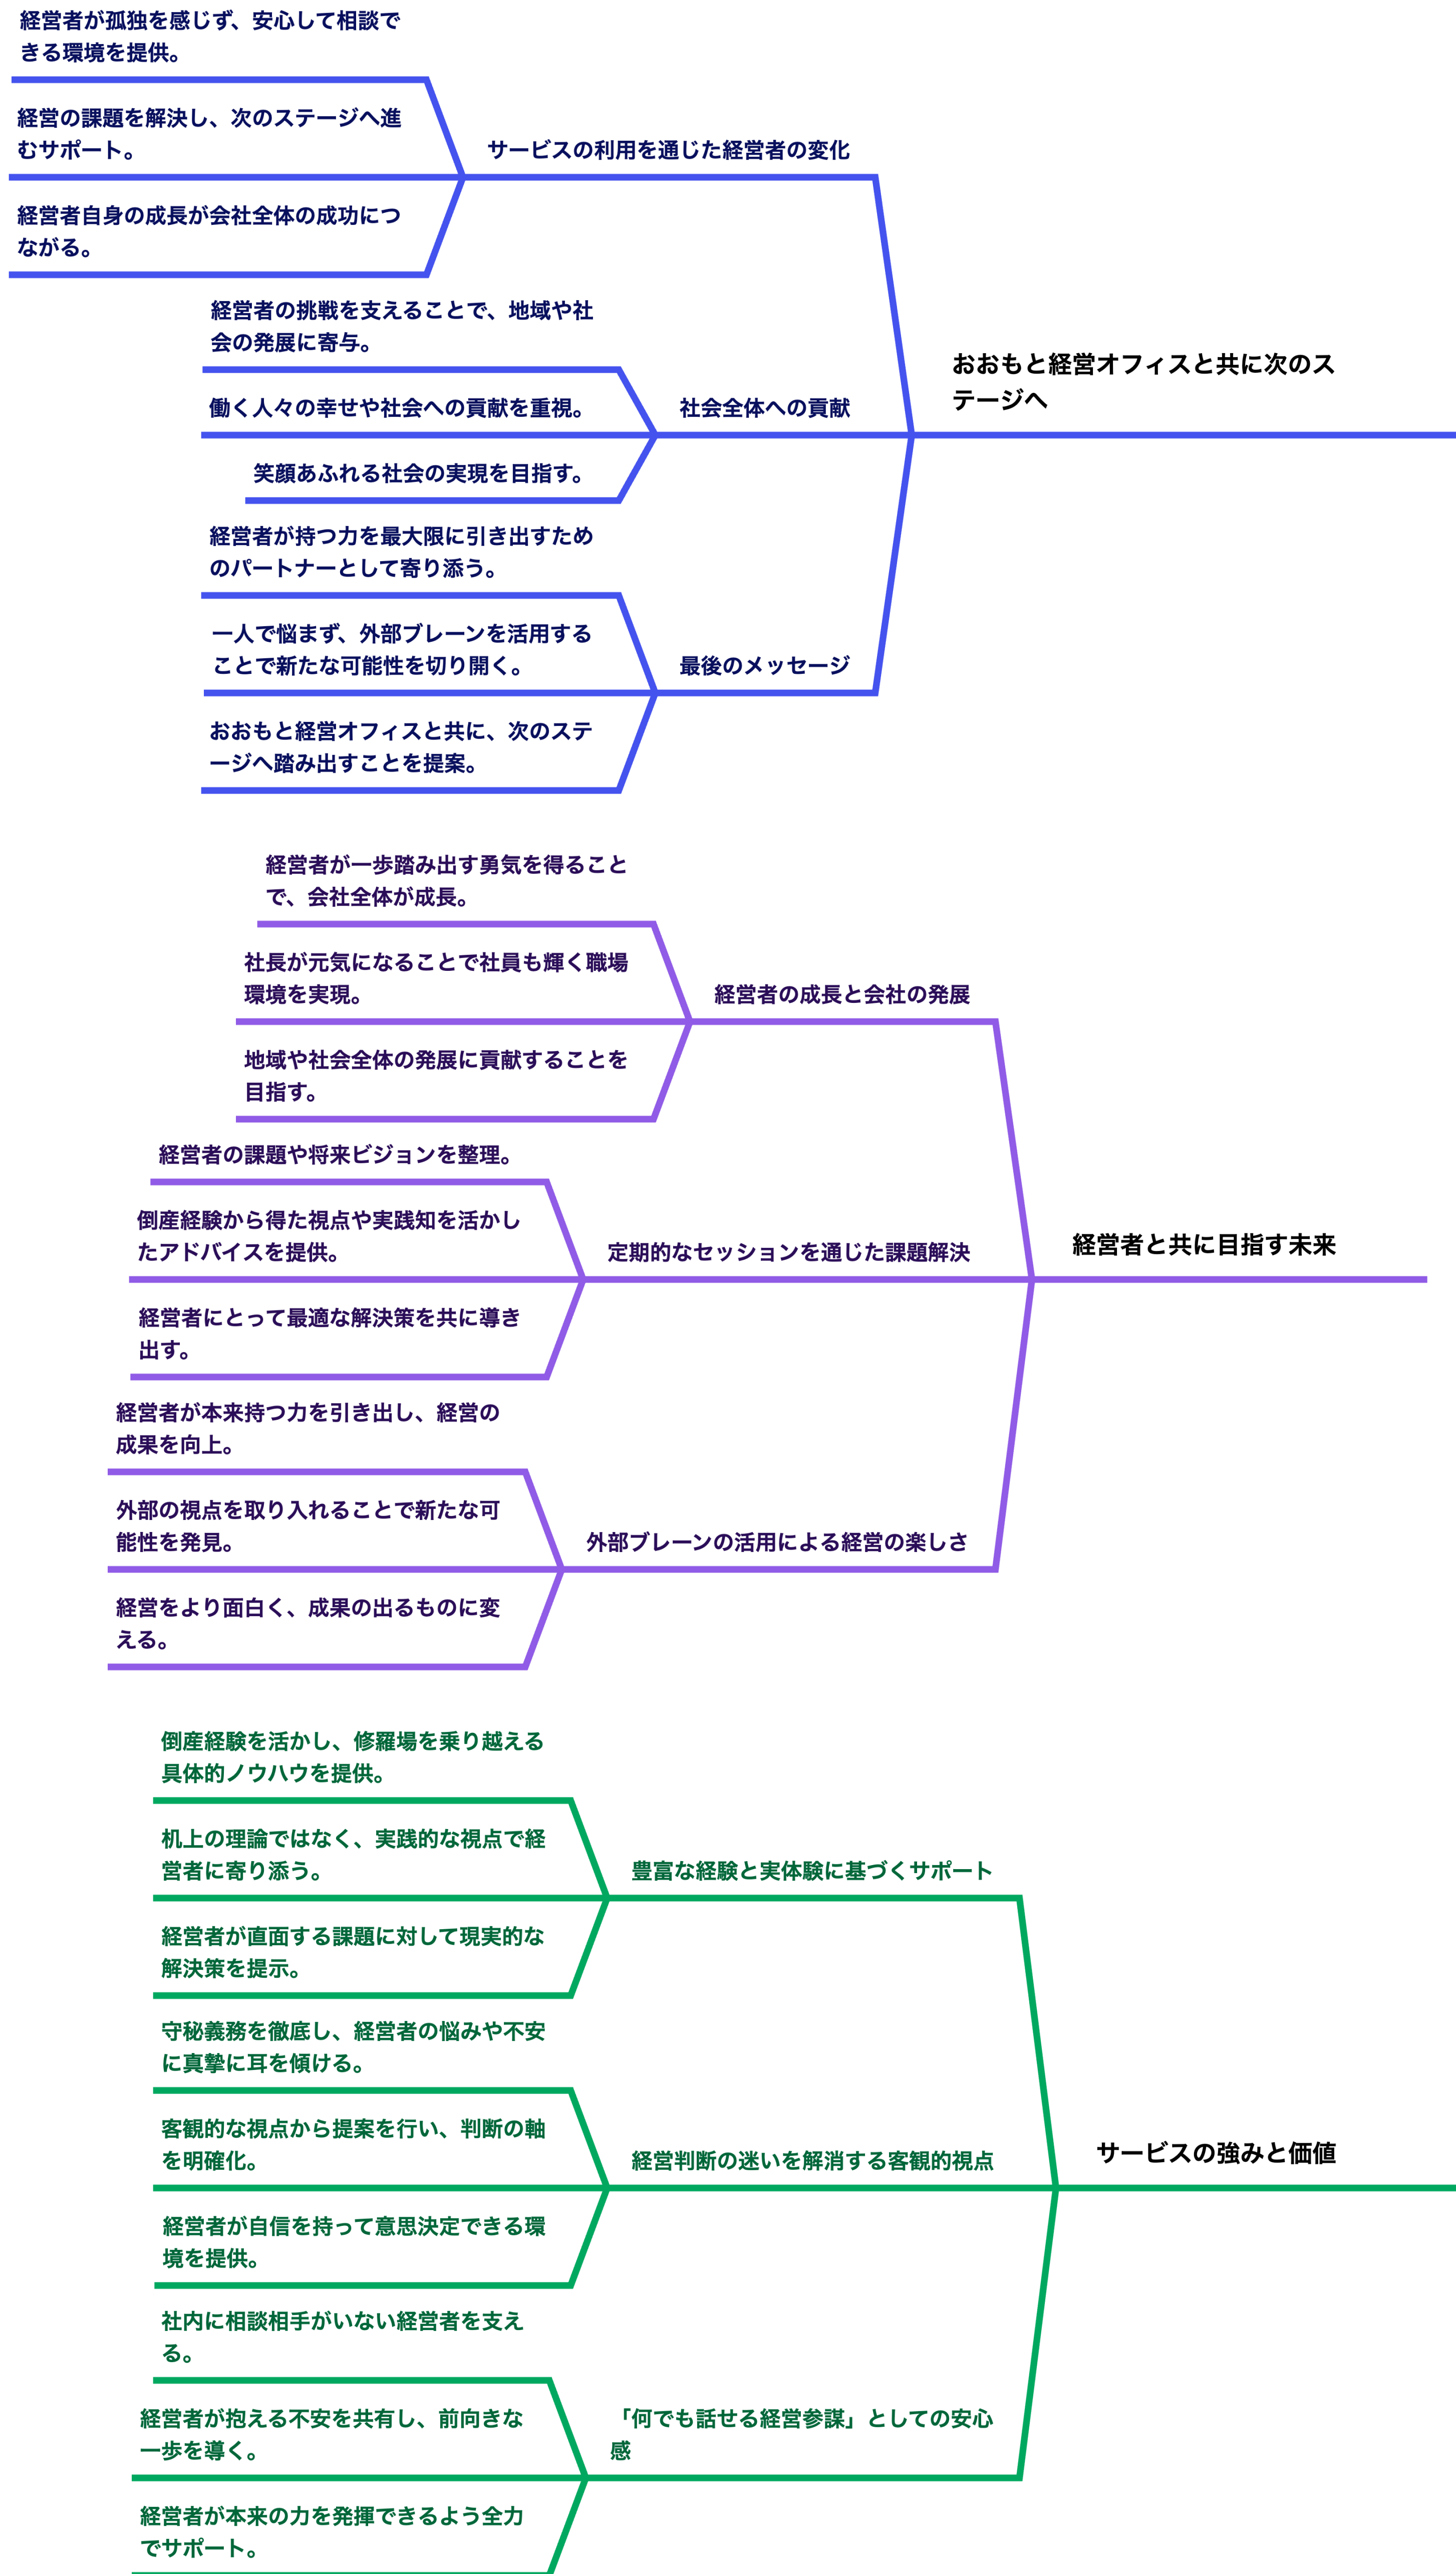 経営者が孤独を感じず、安心して相談で
きる環境を提供。
経営の課題を解決し、次のステージへ進
むサポート。
サービスの利用を通じた経営者の変化
経営者自身の成長が会社全体の成功につ
ながる。
経営者の挑戦を支えることで、地域や社
会の発展に寄与。
働く人々の幸せや社会への貢献を重視。
社会全体への貢献
笑顔あふれる社会の実現を目指す。
おおもと経営オフィスと共に次のス
テージへ
経営者が持つ力を最大限に引き出すため
のパートナーとして寄り添う。
一人で悩まず、外部ブレーンを活用する
ことで新たな可能性を切り開く。
最後のメッセージ
おおもと経営オフィスと共に、次のステ
ージへ踏み出すことを提案。
経営者が一歩踏み出す勇気を得ること
で、会社全体が成長。
社長が元気になることで社員も輝く職場
環境を実現。
経営者の成長と会社の発展
地域や社会全体の発展に貢献することを
目指す。
経営者の課題や将来ビジョンを整理。
倒産経験から得た視点や実践知を活かし
たアドバイスを提供。
定期的なセッションを通じた課題解決
経営者と共に目指す未来
経営者にとって最適な解決策を共に導き
出す。
経営者が本来持つ力を引き出し、経営の
成果を向上。
外部の視点を取り入れることで新たな可
能性を発見。
外部ブレーンの活用による経営の楽しさ
経営をより面白く、成果の出るものに変
える。
倒産経験を活かし、修羅場を乗り越える
具体的ノウハウを提供。
机上の理論ではなく、実践的な視点で経
営者に寄り添う。
豊富な経験と実体験に基づくサポート
経営者が直面する課題に対して現実的な
解決策を提示。
守秘義務を徹底し、経営者の悩みや不安
に真摯に耳を傾ける。
客観的な視点から提案を行い、判断の軸
を明確化。
経営判断の迷いを解消する客観的視点
サービスの強みと価値
経営者が自信を持って意思決定できる環
境を提供。
社内に相談相手がいない経営者を支え
る。
経営者が抱える不安を共有し、前向きな
一歩を導く。
「何でも話せる経営参謀」としての安心
感
経営者が本来の力を発揮できるよう全力
でサポート。